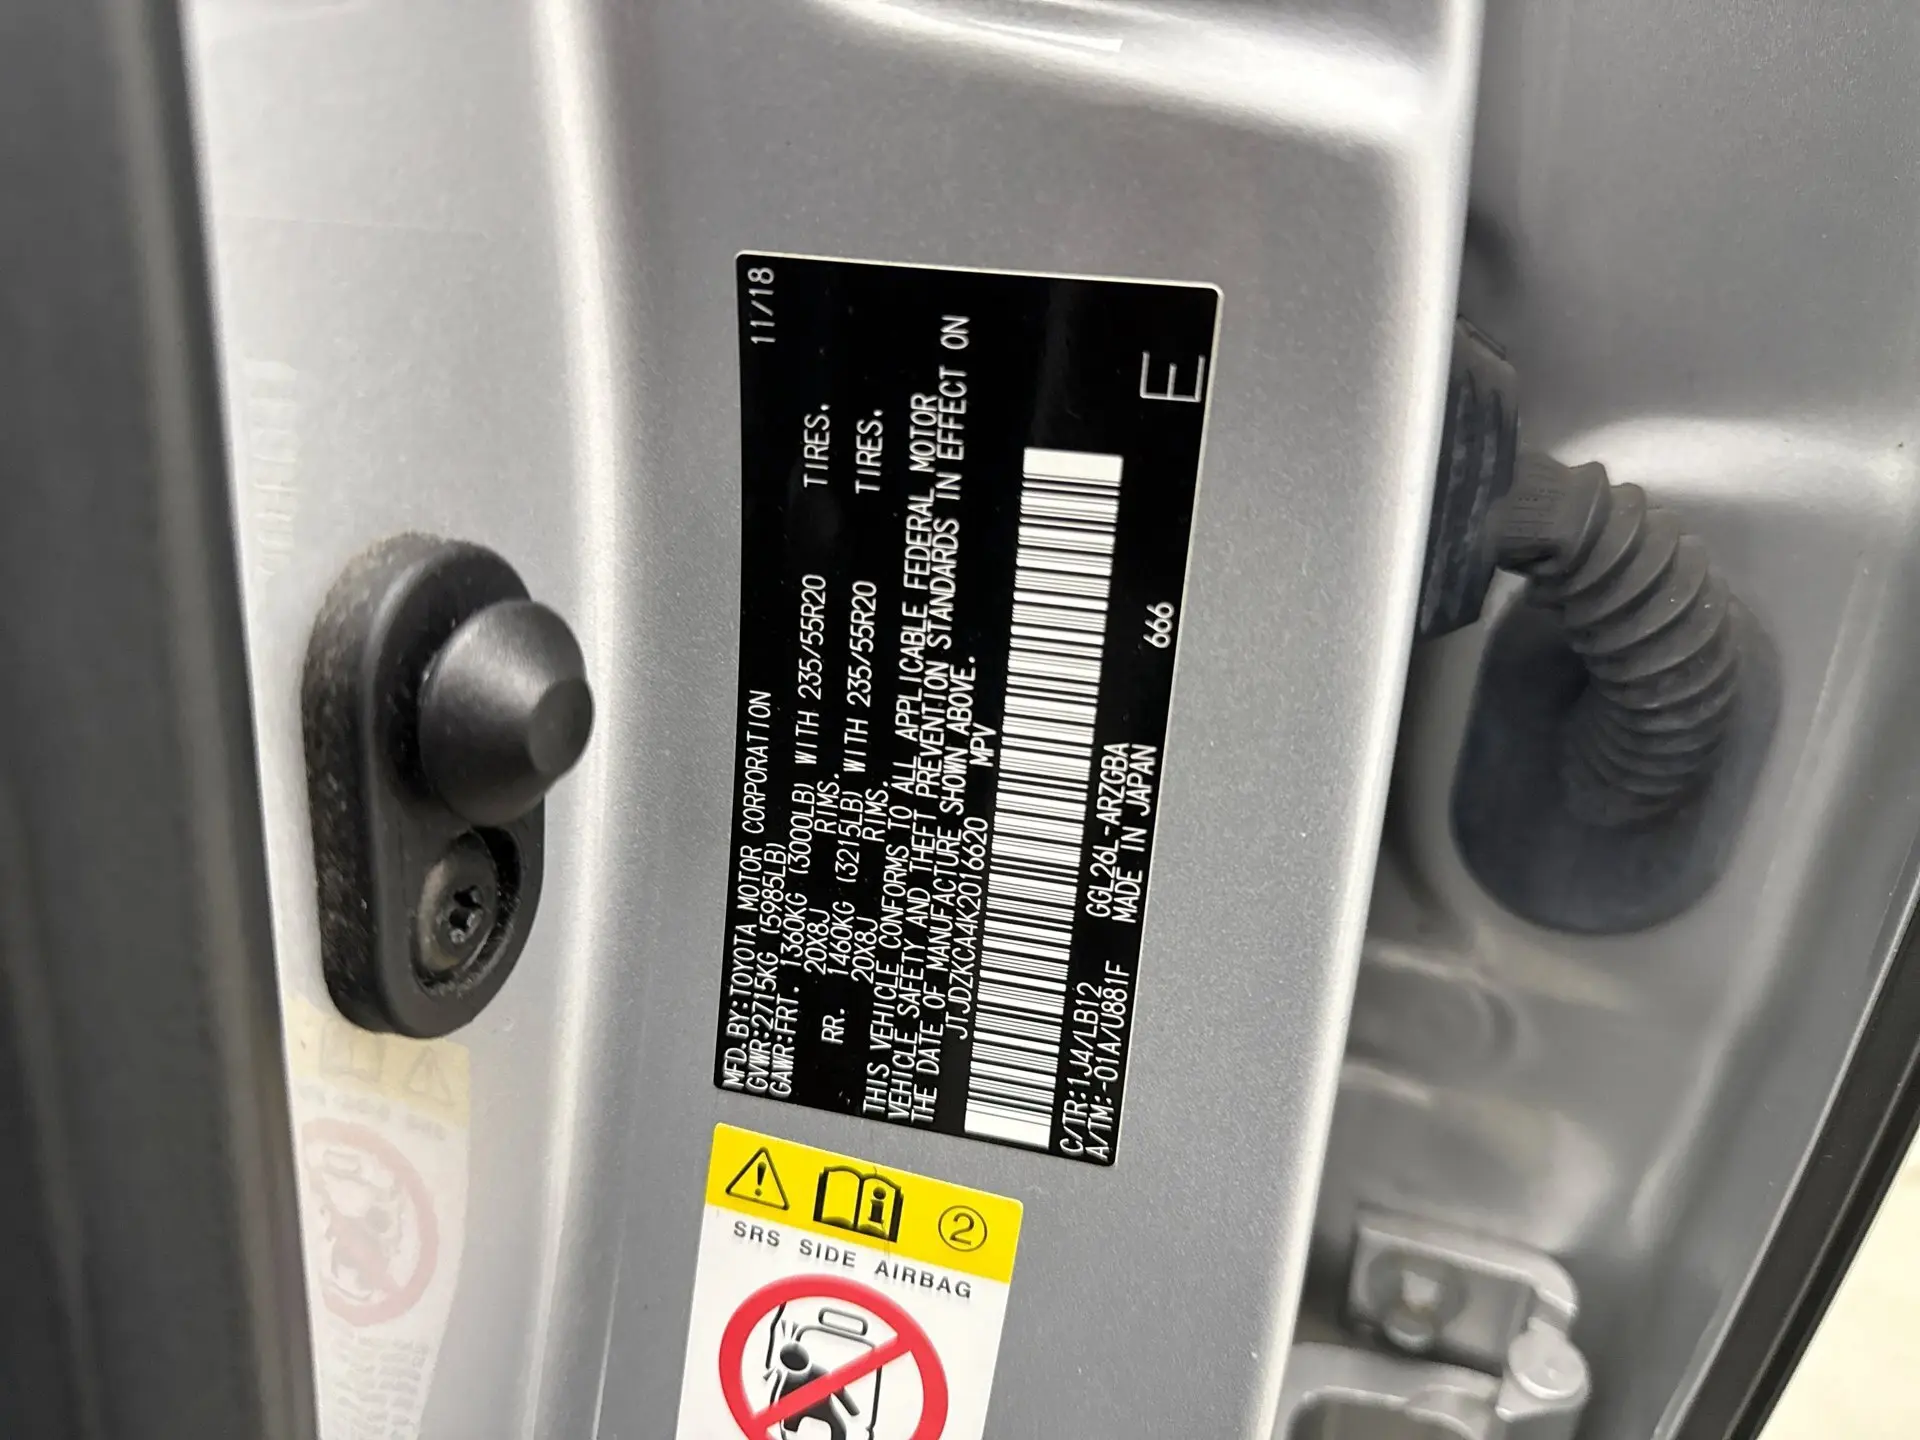 11/18
MFD.BY:TOYOTA MOTOR CORPORATION
GVWR:2715KG (5985LB)
GAWR:FRT. 1360KG (3000LB) WITH 235/55R20 TIRES.
20X8J RIMS.
RR. 1460KG (3215LB) WITH 235/55R20 TIRES.
20X8J RIMS.
THIS VEHICLE CONFORMS TO ALL APPLICABLE FEDERAL MOTOR
VEHICLE SAFETY AND THEFT PREVENTION STANDARDS IN EFFECT ON
THE DATE OF MANUFACTURE SHOWN ABOVE.
JTJDZKCA4K2016620 MPV
C/TR:1J4/LB12 GGL26L-ARZGBA
A/TM:-01A/U881F MADE IN JAPAN 666
E
2
SRS SIDE AIRBAG